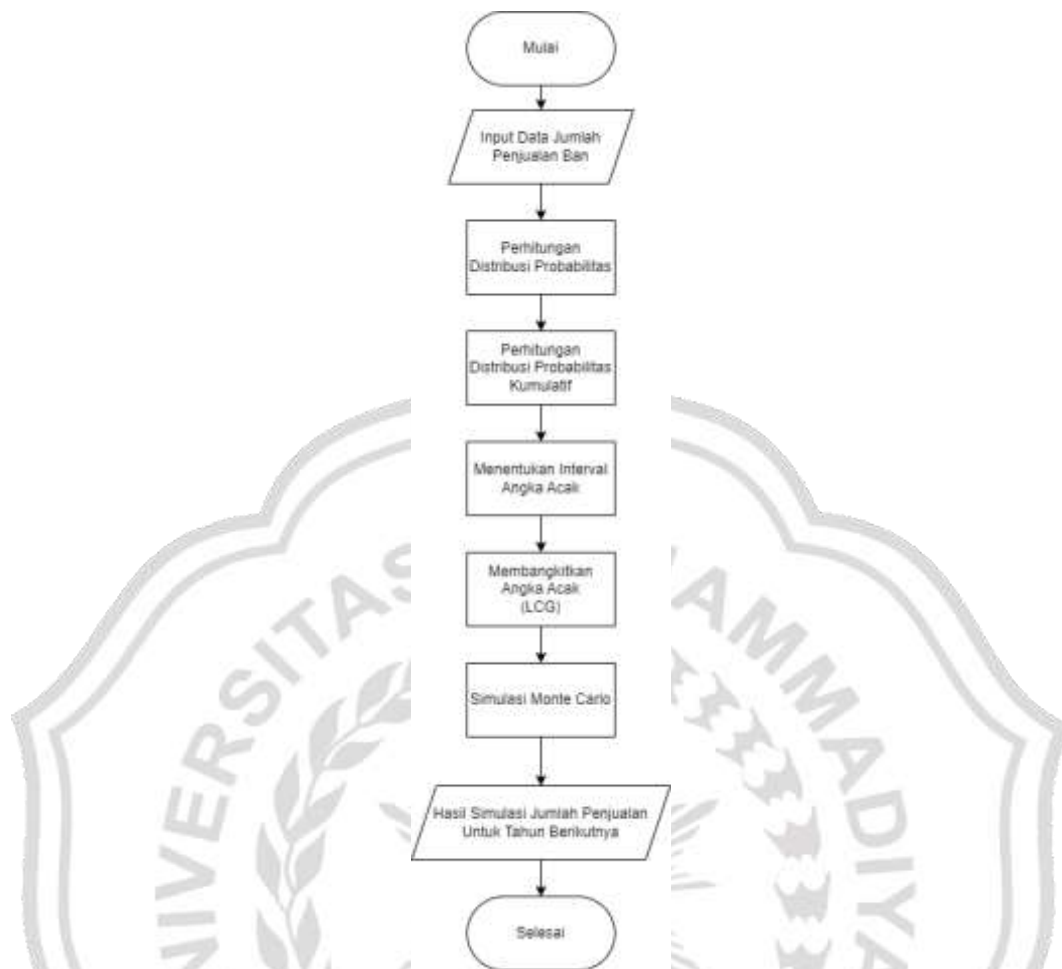 Mulai
Input Data Jumlah
Penjualan Ban
Perhitungan
Distribusi Probabilitas
Perhitungan
Distribusi Probabilitas
Kumulatif
Menentukan Interval
Angka Acak
Membangkitkan
Angka Acak
(LCG)
Simulasi Monte Carlo
Hasil Simulasi Jumlah Penjualan
Untuk Tahun Berikutnya
Selesai